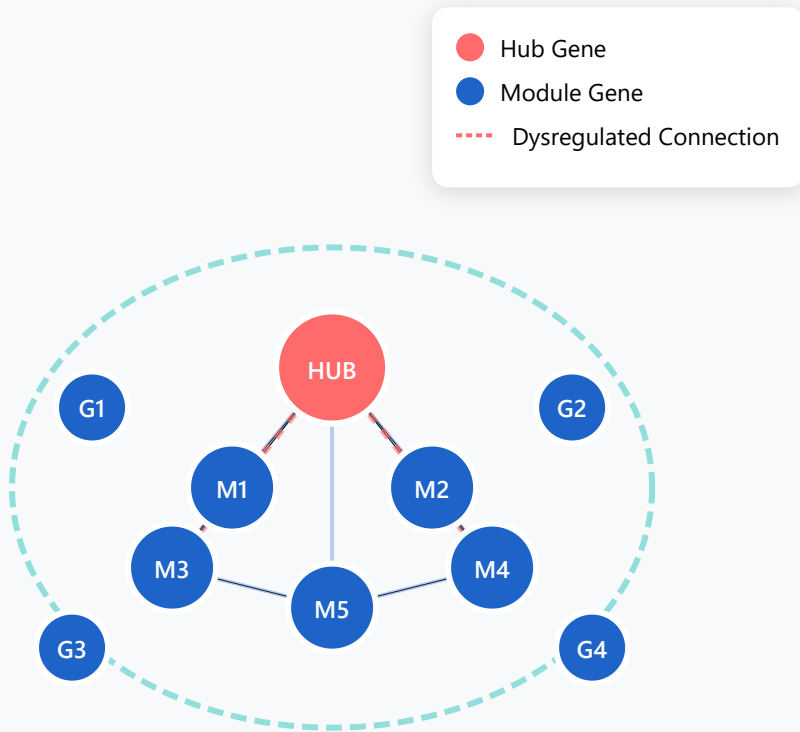 Hub Gene
Module Gene
Dysregulated Connection
HUB
G1
G2
M1
M2
M3
M4
M5
G3
G4